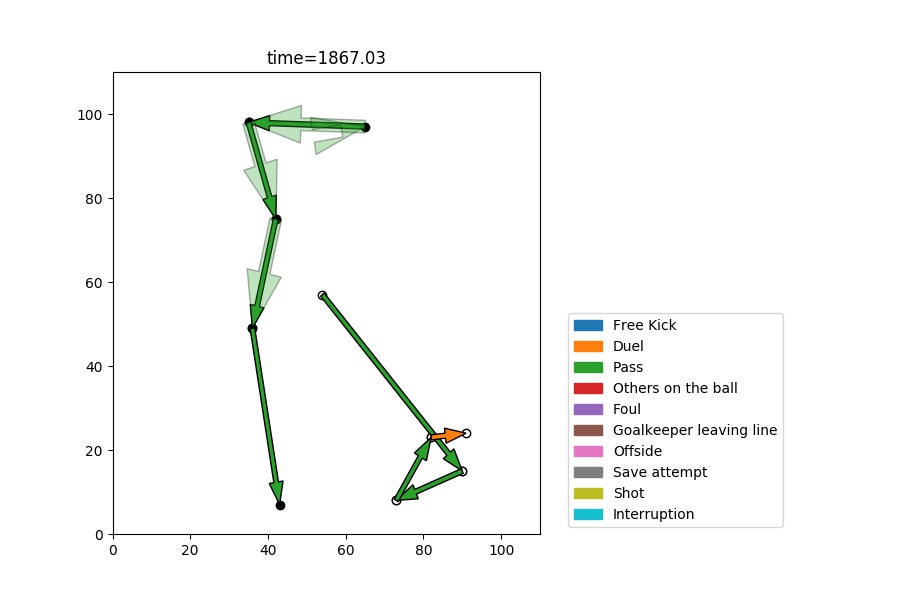 time=1867.03
100
80
60
40
20
0
0 20 40 60 80 100
Free Kick
Duel
Pass
Others on the ball
Foul
Goalkeeper leaving line
Offside
Save attempt
Shot
Interruption